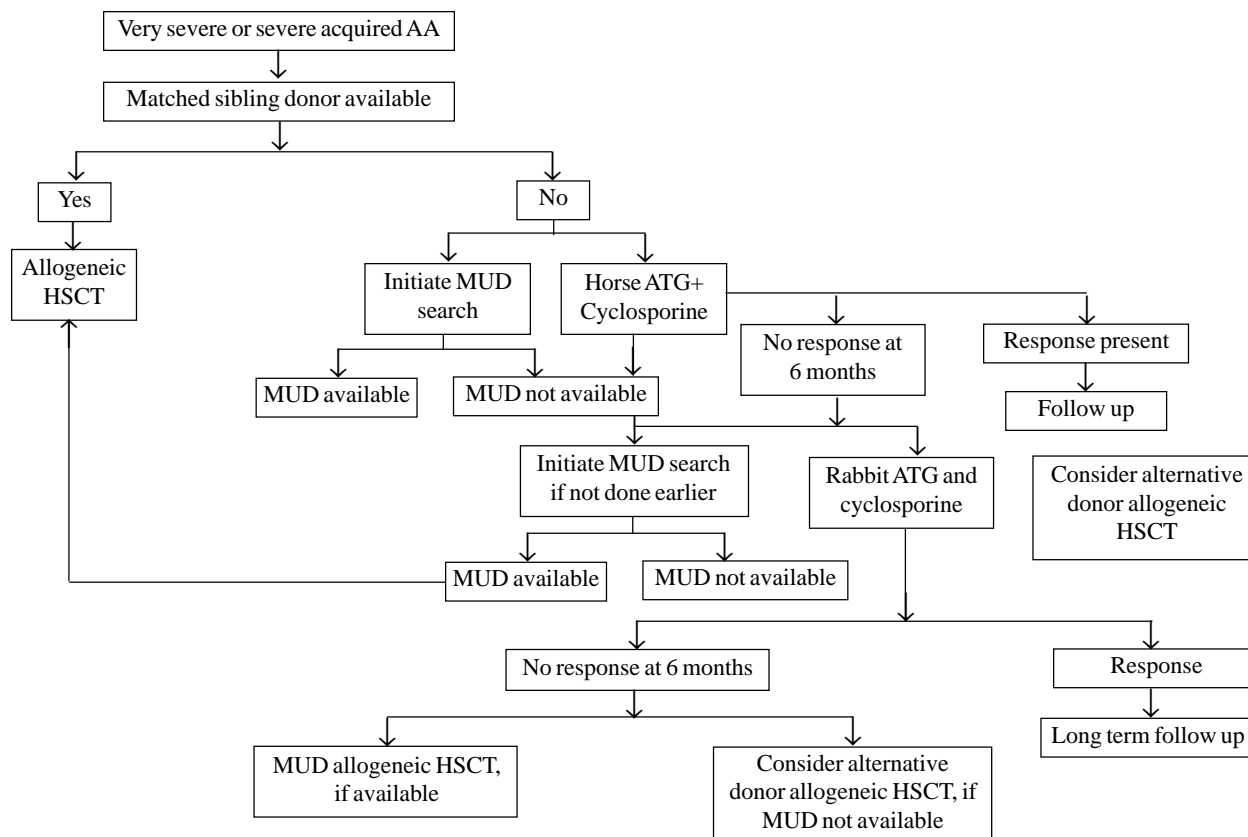 Very severe or severe acquired AA
Matched sibling donor available
Yes
No
Allogeneic
HSCT
Initiate MUD
search
Horse ATG+
Cyclosporine
No response at
6 months
Response present
MUD available
MUD not available
Follow up
Initiate MUD search
if not done earlier
Rabbit ATG and
cyclosporine
Consider alternative
donor allogeneic
HSCT
MUD available
MUD not available
No response at 6 months
Response
MUD allogeneic HSCT,
if available
Consider alternative
donor allogeneic HSCT, if
MUD not available
Long term follow up